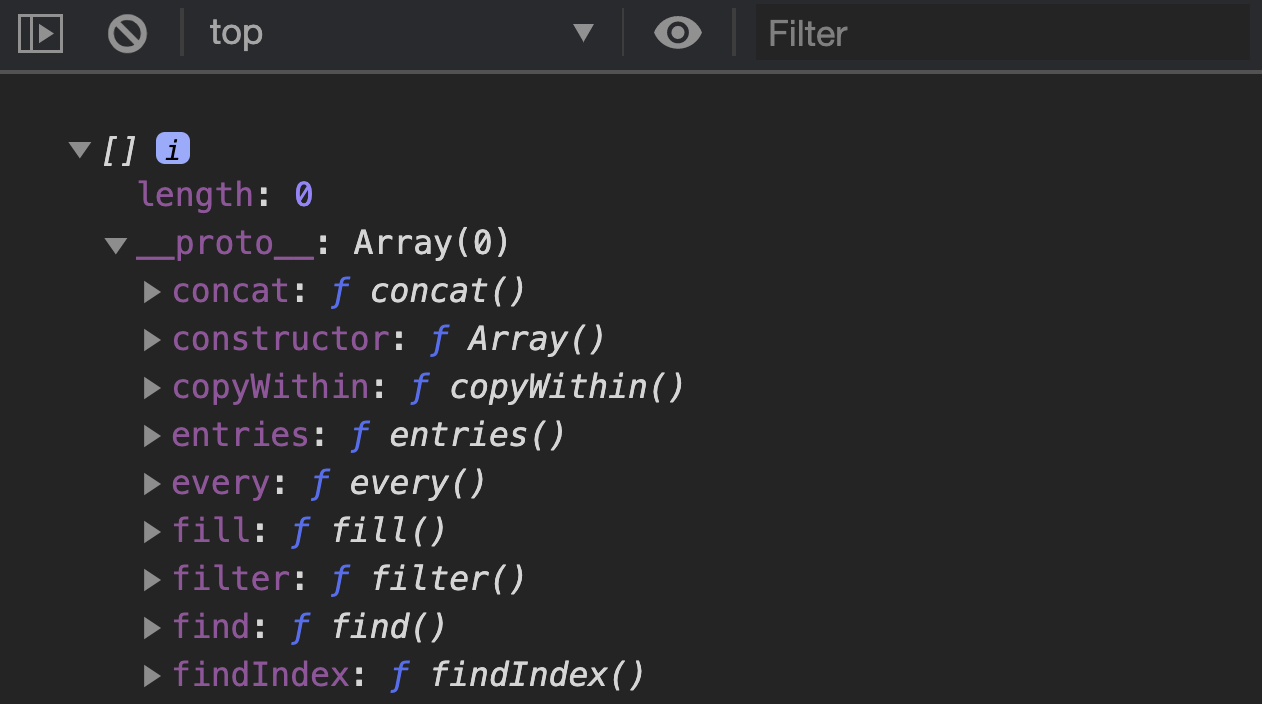 top Filter
[] i
length: 0
__proto__: Array(0)
concat: ƒ concat()
constructor: ƒ Array()
copyWithin: ƒ copyWithin()
entries: ƒ entries()
every: ƒ every()
fill: ƒ fill()
filter: ƒ filter()
find: ƒ find()
findIndex: ƒ findIndex()